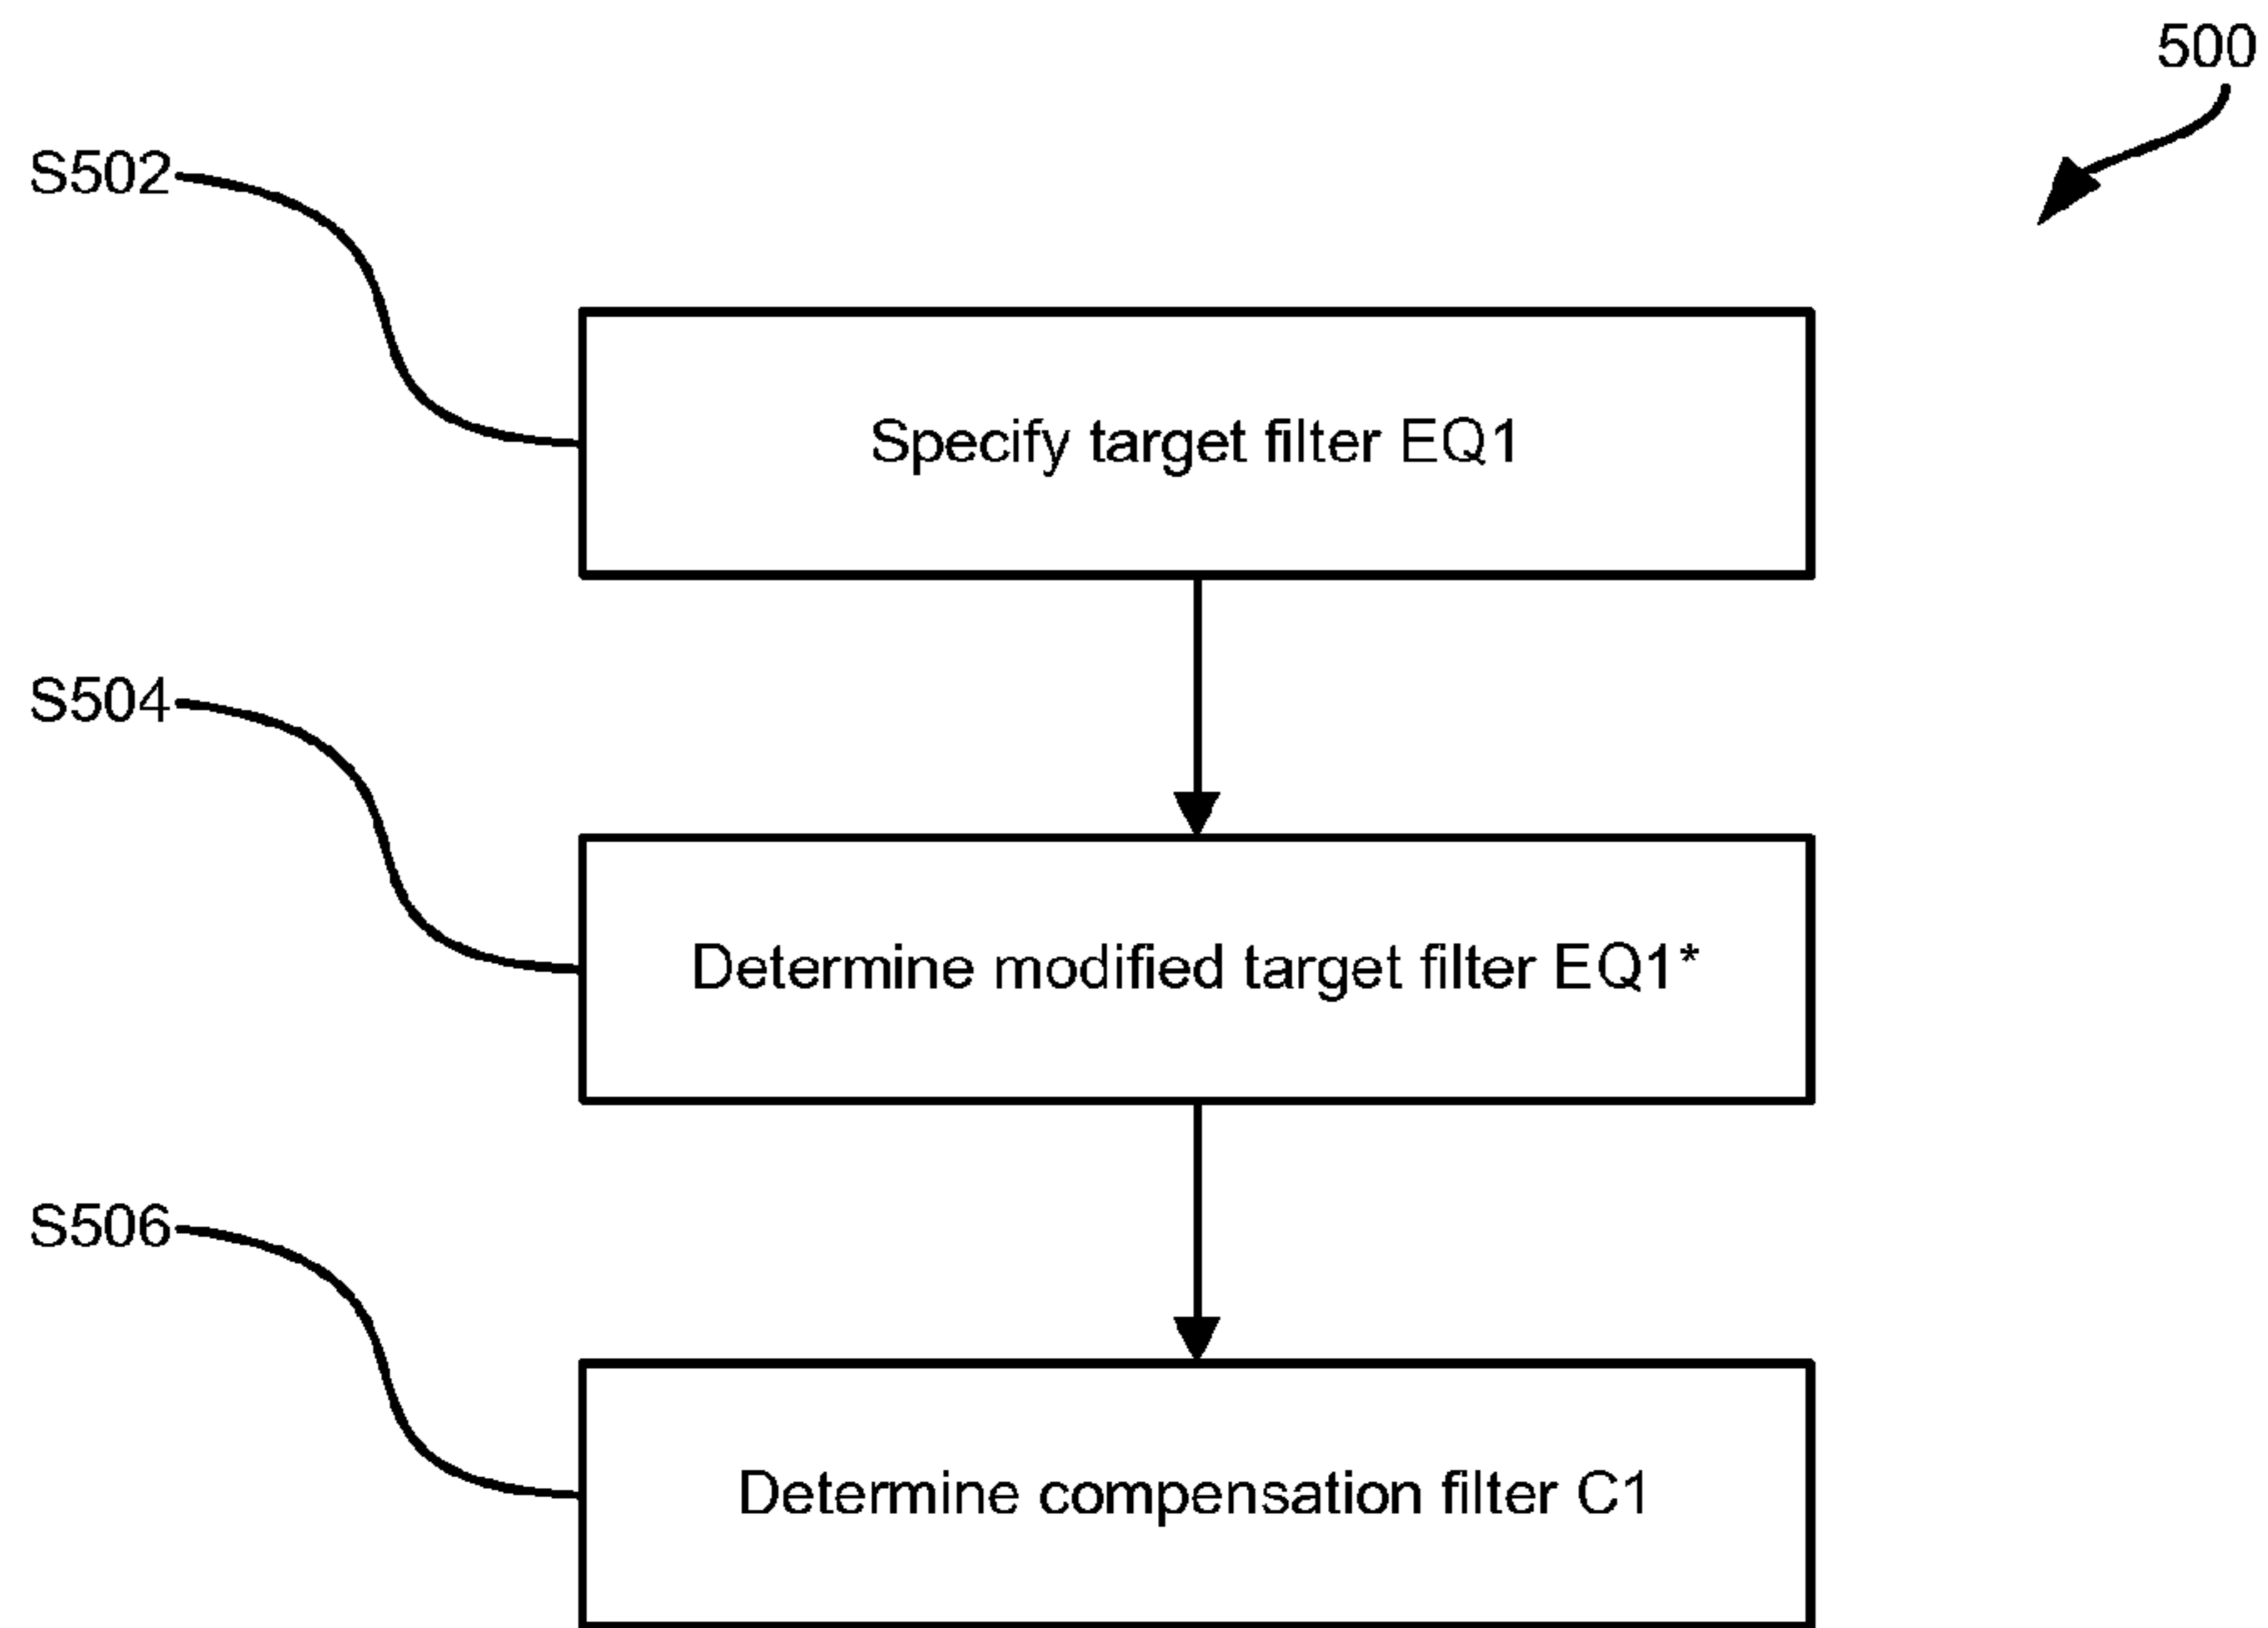 500
S502
Specify target filter EQ1
S504
Determine modified target filter EQ1*
S506
Determine compensation filter C1